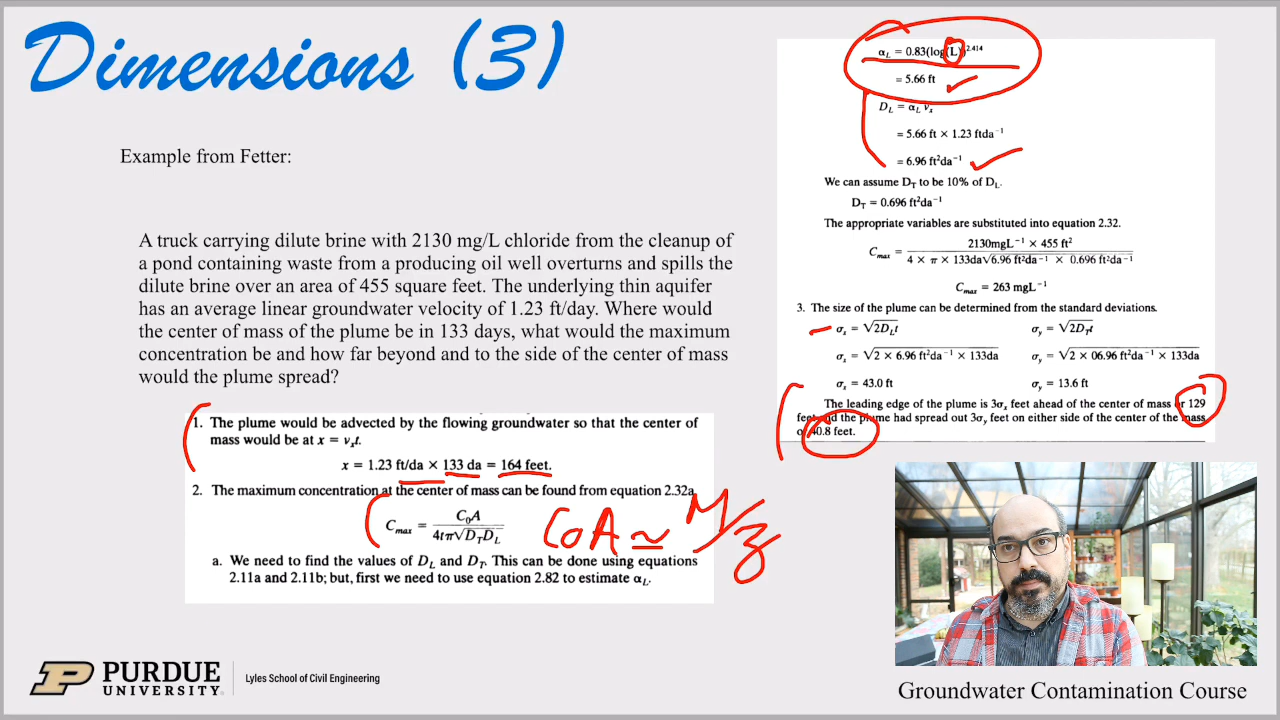 Dimensions (3)
Example from Fetter:
A truck carrying dilute brine with 2130 mg/L chloride from the cleanup of
a pond containing waste from a producing oil well overturns and spills the
dilute brine over an area of 455 square feet. The underlying thin aquifer
has an average linear groundwater velocity of 1.23 ft/day. Where would
the center of mass of the plume be in 133 days, what would the maximum
concentration be and how far beyond and to the side of the center of mass
would the plume spread?
1. The plume would be advected by the flowing groundwater so that the center of
mass would be at x = vₓt.
x = 1.23 ft/da × 133 da = 164 feet.
2. The maximum concentration at the center of mass can be found from equation 2.32a
Cmax = C₀A / 4tπ√DTDL
C₀A ≃ M/z
a. We need to find the values of DL and DT. This can be done using equations
2.11a and 2.11b; but, first we need to use equation 2.82 to estimate αL.
αL = 0.83(log L)^2.414
= 5.66 ft
DL = αL vₓ
= 5.66 ft × 1.23 ftda⁻¹
= 6.96 ft²da⁻¹
We can assume DT to be 10% of DL.
DT = 0.696 ft²da⁻¹
The appropriate variables are substituted into equation 2.32.
Cmax = 2130mgL⁻¹ × 455 ft² / 4 × π × 133da√6.96 ft²da⁻¹ × 0.696 ft²da⁻¹
Cmax = 263 mgL⁻¹
3. The size of the plume can be determined from the standard deviations.
σₓ = √2DLt σy = √2DTt
σₓ = √2 × 6.96 ft²da⁻¹ × 133da σy = √2 × 06.96 ft²da⁻¹ × 133da
σₓ = 43.0 ft σy = 13.6 ft
The leading edge of the plume is 3σₓ feet ahead of the center of mass or 129
feet and the plume had spread out 3σy feet on either side of the center of the mass
or 40.8 feet.
P PURDUE UNIVERSITY Lyles School of Civil Engineering
Groundwater Contamination Course